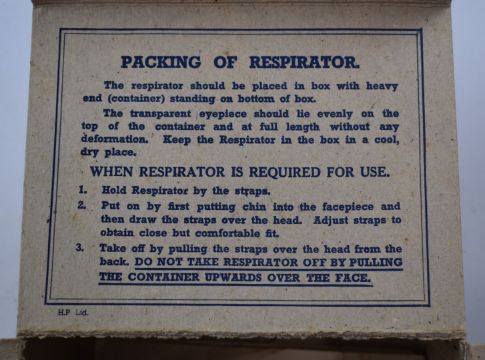 PACKING OF RESPIRATOR.
The respirator should be placed in box with heavy
end (container) standing on bottom of box.
The transparent eyepiece should lie evenly on the
top of the container and at full length without any
deformation. Keep the Respirator in the box in a cool,
dry place.
WHEN RESPIRATOR IS REQUIRED FOR USE.
1. Hold Respirator by the straps.
2. Put on by first putting chin into the facepiece and
then draw the straps over the head. Adjust straps to
obtain close but comfortable fit.
3. Take off by pulling the straps over the head from the
back. DO NOT TAKE RESPIRATOR OFF BY PULLING
THE CONTAINER UPWARDS OVER THE FACE.
H.P Ltd.